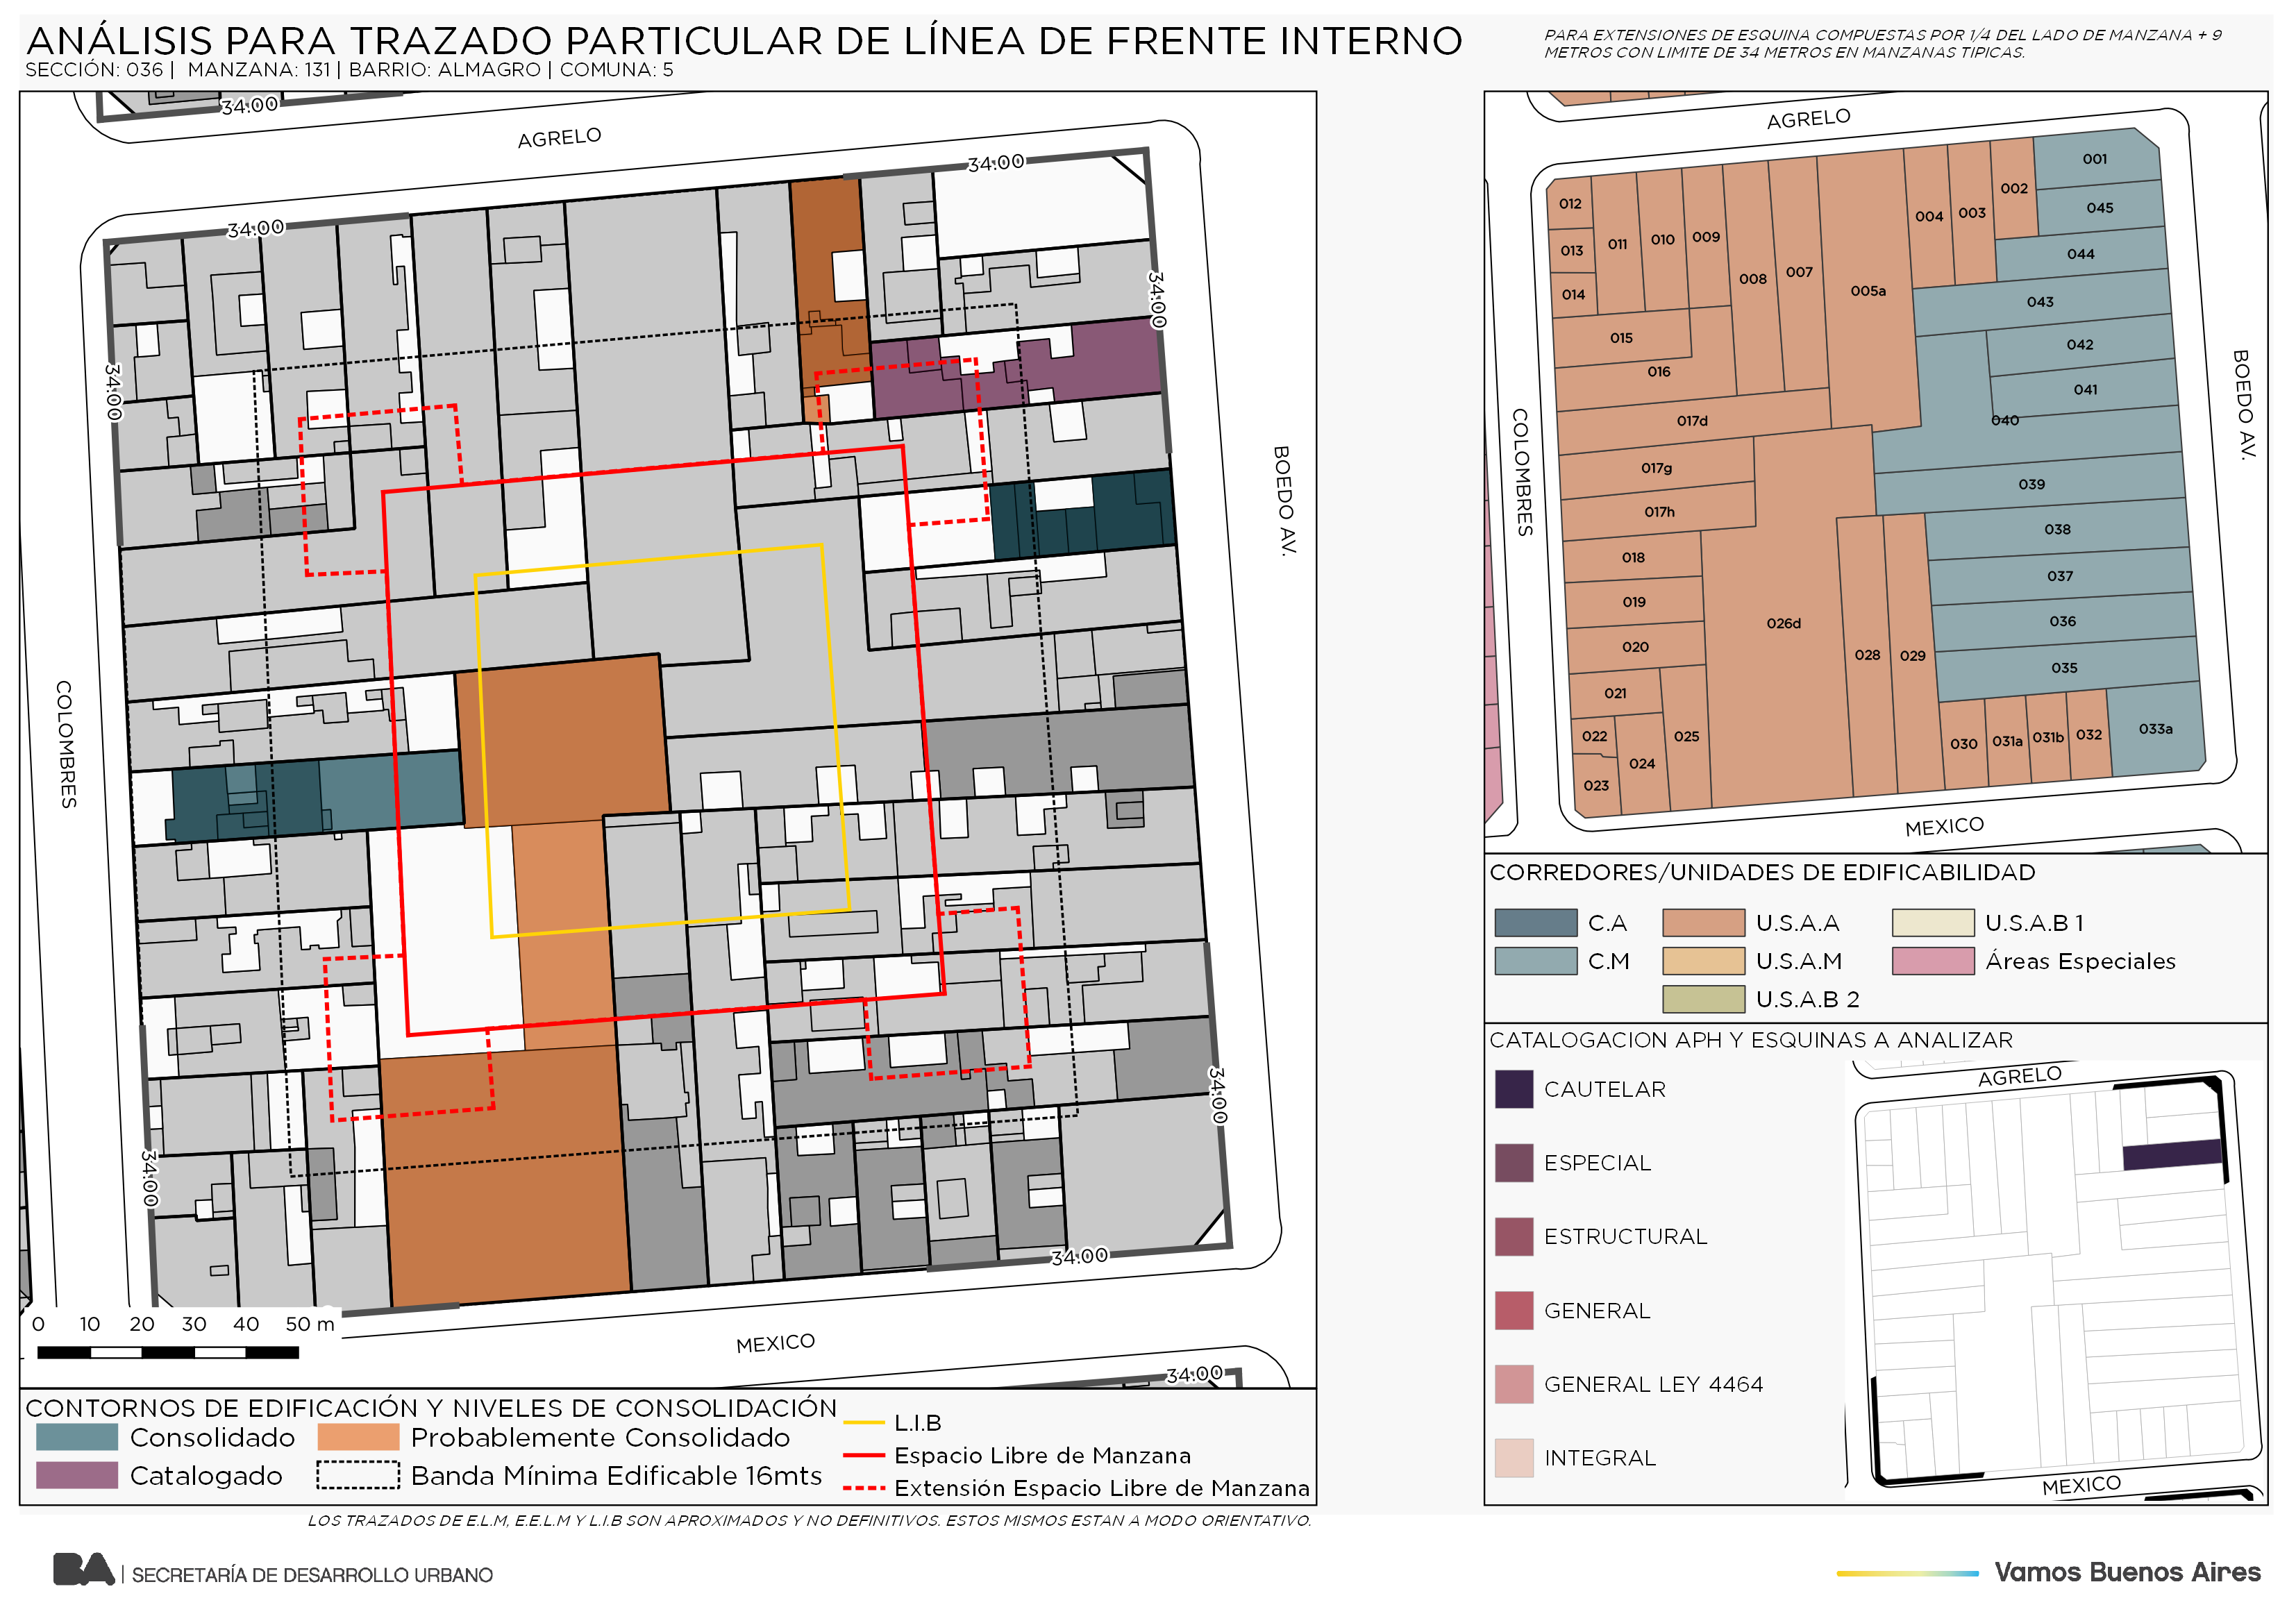 ANÁLISIS PARA TRAZADO PARTICULAR DE LÍNEA DE FRENTE INTERNO
SECCIÓN: 036 | MANZANA: 131 | BARRIO: ALMAGRO | COMUNA: 5
PARA EXTENSIONES DE ESQUINA COMPUESTAS POR 1/4 DEL LADO DE MANZANA + 9
METROS CON LIMITE DE 34 METROS EN MANZANAS TIPICAS.
34:00
AGRELO
34:00
34:00
34:00
34:00
BOEDO AV.
COLOMBRES
34:00
34:00
34:00
MEXICO
34:00
0 10 20 30 40 50 m
CONTORNOS DE EDIFICACIÓN Y NIVELES DE CONSOLIDACIÓN
Consolidado
Probablemente Consolidado
Catalogado
Banda Mínima Edificable 16mts
L.I.B
Espacio Libre de Manzana
Extensión Espacio Libre de Manzana
LOS TRAZADOS DE E.L.M, E.E.L.M Y L.I.B SON APROXIMADOS Y NO DEFINITIVOS. ESTOS MISMOS ESTAN A MODO ORIENTATIVO.
AGRELO
COLOMBRES
BOEDO AV.
MEXICO
001
002
003
004
005a
007
008
009
010
011
012
013
014
015
016
017d
017g
017h
018
019
020
021
022
023
024
025
026d
028
029
030
031a
031b
032
033a
035
036
037
038
039
040
041
042
043
044
045
CORREDORES/UNIDADES DE EDIFICABILIDAD
C.A
U.S.A.A
U.S.A.B 1
C.M
U.S.A.M
Áreas Especiales
U.S.A.B 2
CATALOGACION APH Y ESQUINAS A ANALIZAR
CAUTELAR
ESPECIAL
ESTRUCTURAL
GENERAL
GENERAL LEY 4464
INTEGRAL
AGRELO
MEXICO
BA | SECRETARÍA DE DESARROLLO URBANO
Vamos Buenos Aires